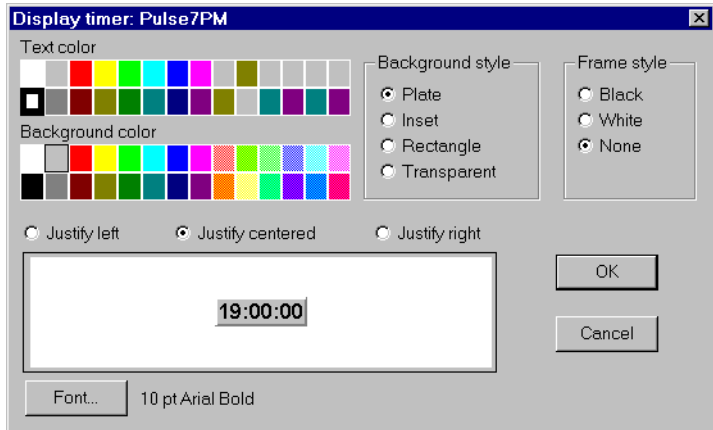 Display timer: Pulse7PM
Text color
Background color
Background style
Plate
Inset
Rectangle
Transparent
Frame style
Black
White
None
Justify left
Justify centered
Justify right
19:00:00
OK
Cancel
Font...
10 pt Arial Bold